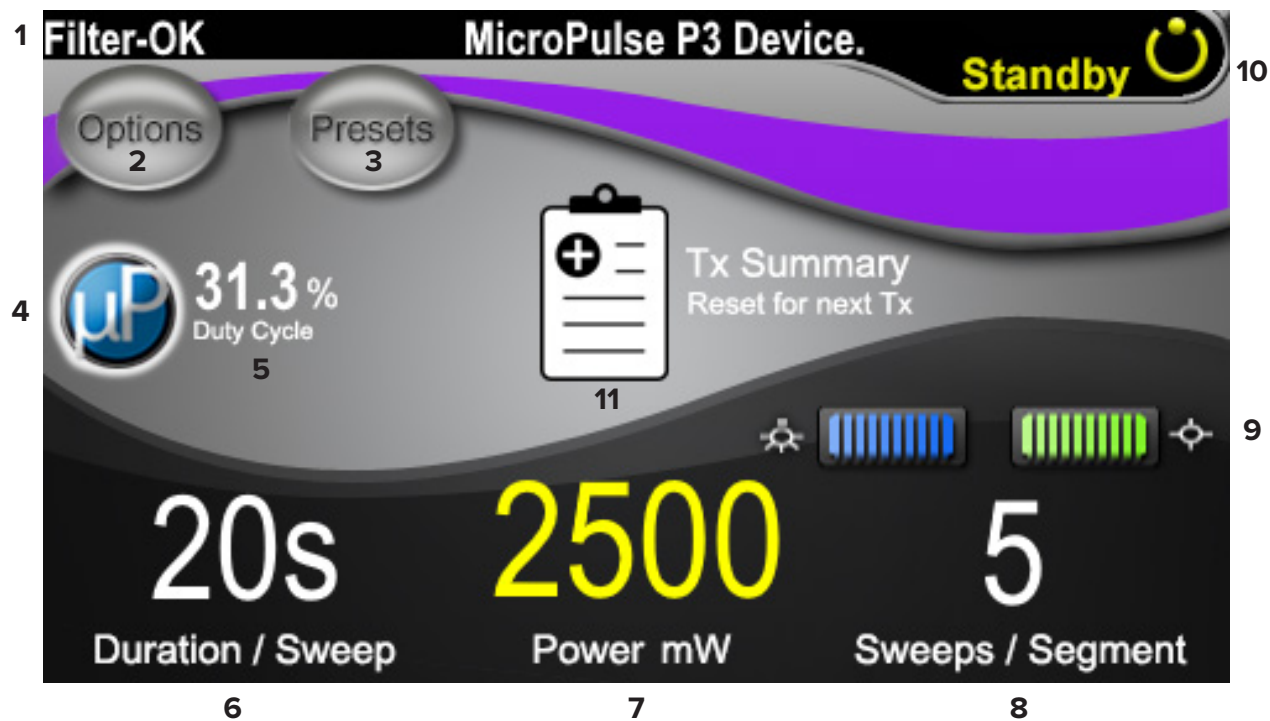 1 Filter-OK MicroPulse P3 Device.
Standby 10
Options Presets
2 3
Tx Summary
31.3 %
Reset for next Tx
4 µP Duty Cycle
5
11
9
20s 2500 5
Duration / Sweep Power mW Sweeps / Segment
6 7 8